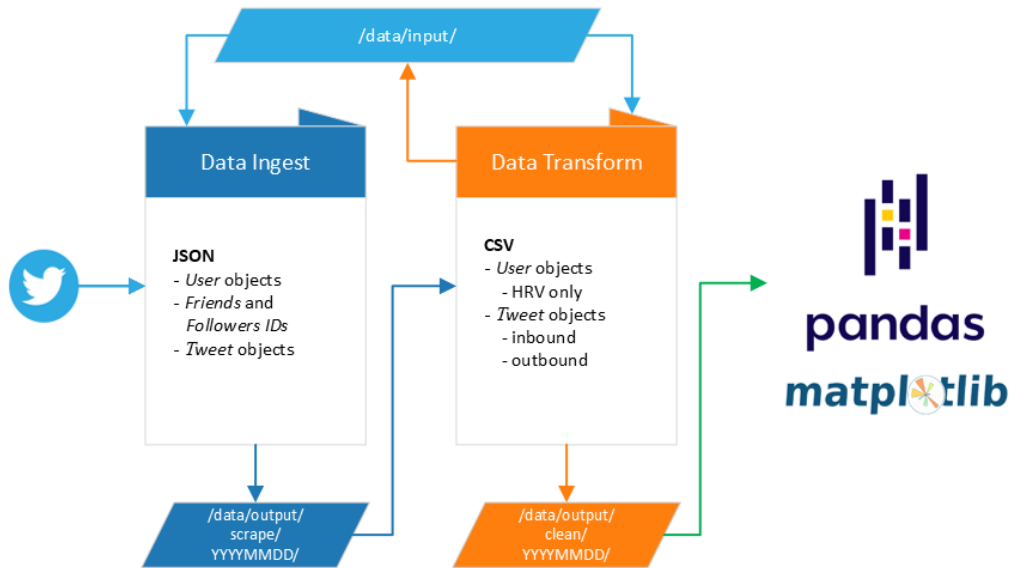 /data/input/
Data Ingest
JSON
- User objects
- Friends and
Followers IDs
- Tweet objects
/data/output/
scrape/
YYYYMMDD/
Data Transform
CSV
- User objects
- HRV only
- Tweet objects
- inbound
- outbound
/data/output/
clean/
YYYYMMDD/
pandas
matplotlib